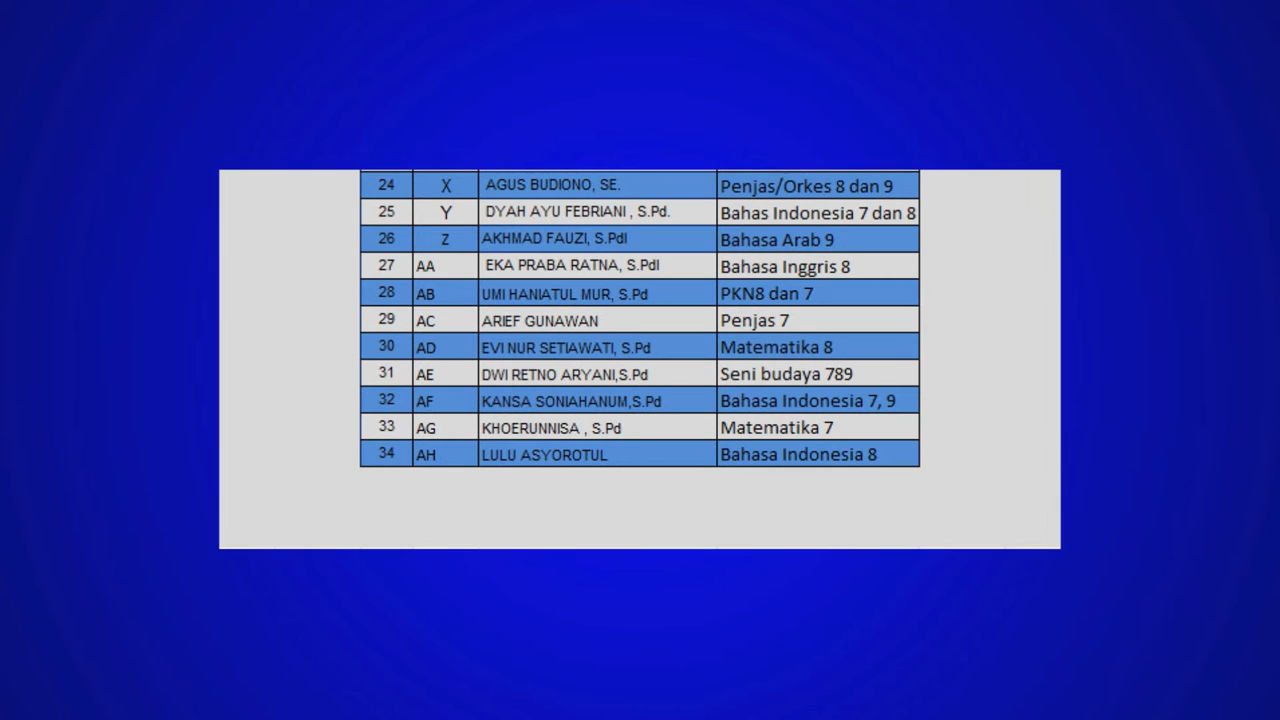 24 X AGUS BUDIONO, SE. Penjas/Orkes 8 dan 9
25 Y DYAH AYU FEBRIANI , S.Pd. Bahas Indonesia 7 dan 8
26 Z AKHMAD FAUZI, S.PdI Bahasa Arab 9
27 AA EKA PRABA RATNA, S.PdI Bahasa Inggris 8
28 AB UMI HANIATUL MUR, S.Pd PKN8 dan 7
29 AC ARIEF GUNAWAN Penjas 7
30 AD EVI NUR SETIAWATI, S.Pd Matematika 8
31 AE DWI RETNO ARYANI,S.Pd Seni budaya 789
32 AF KANSA SONIAHANUM,S.Pd Bahasa Indonesia 7, 9
33 AG KHOERUNNISA , S.Pd Matematika 7
34 AH LULU ASYOROTUL Bahasa Indonesia 8